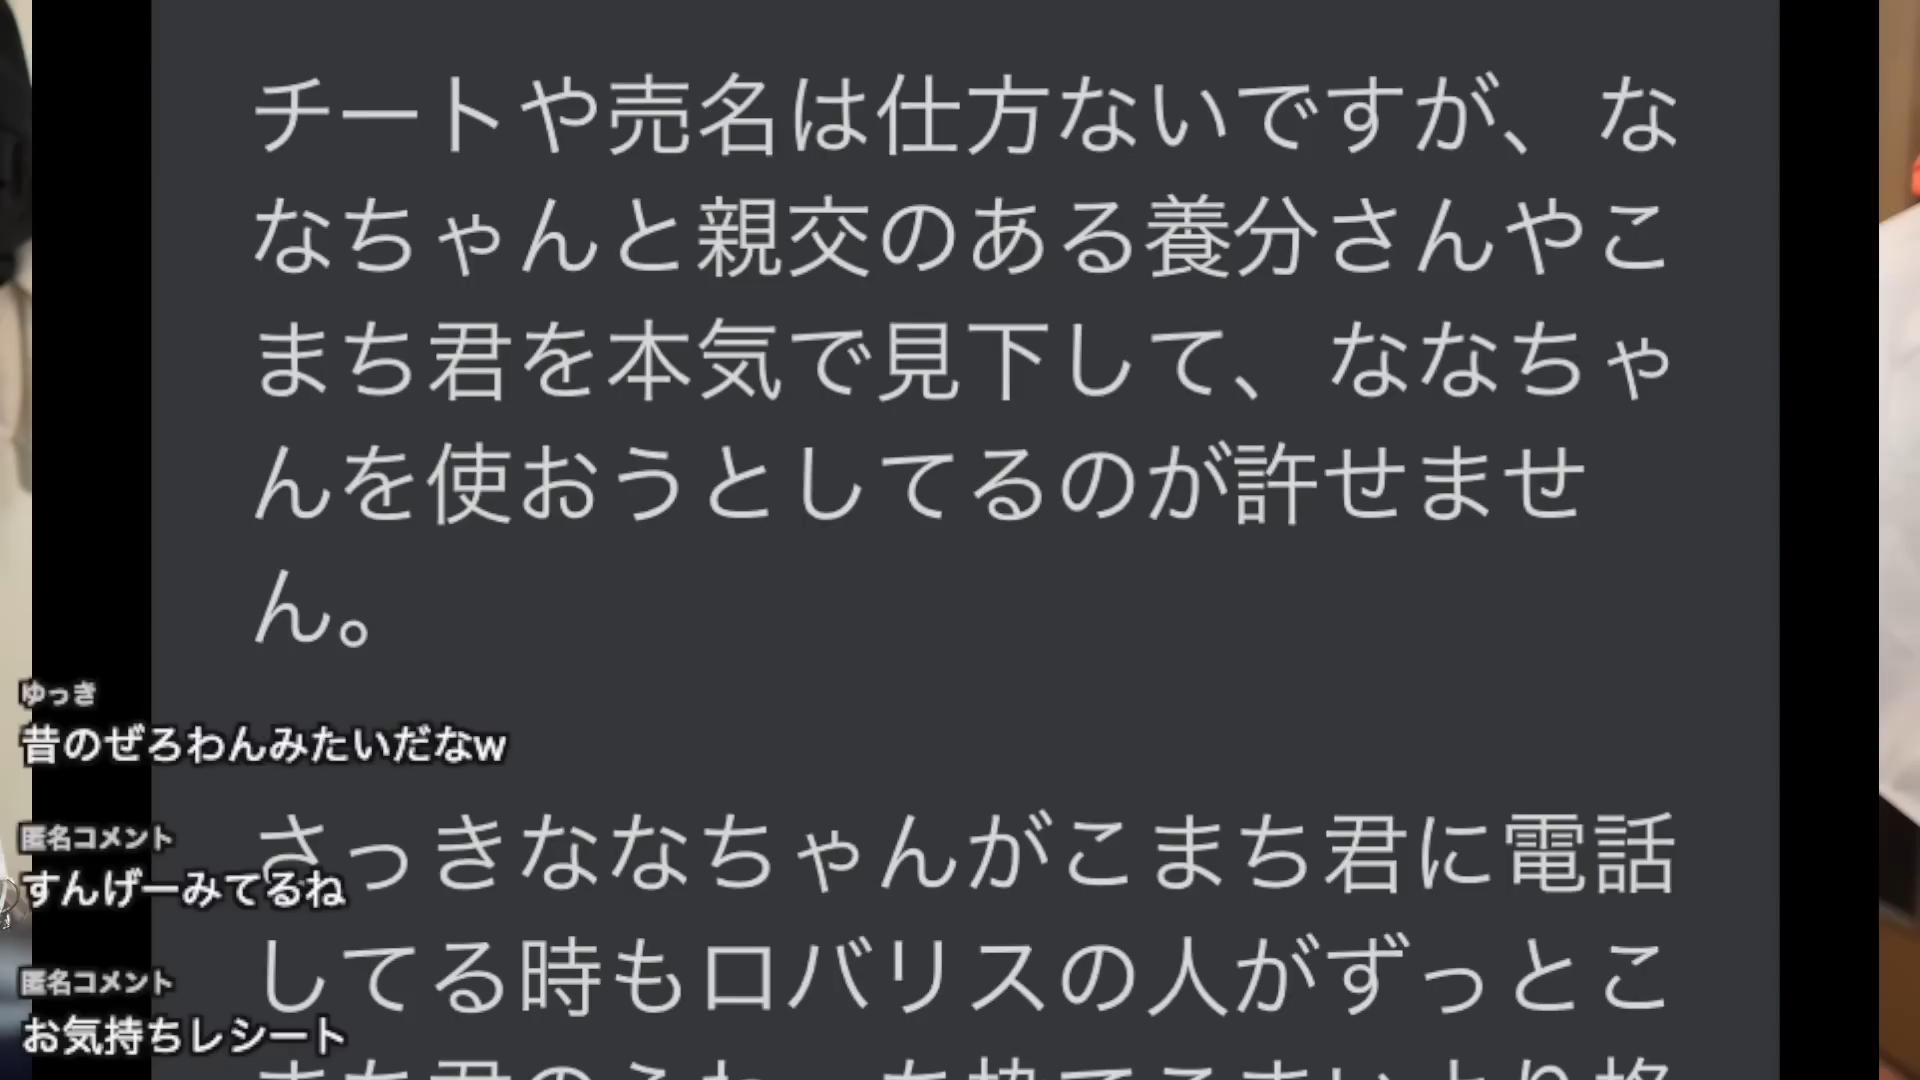 チートや売名は仕方ないですが、な
なちゃんと親交のある養分さんやこ
まち君を本気で見下して、ななちゃ
んを使おうとしてるのが許せませ
ん。
ゆっき
昔のぜろわんみたいだなw
さっきななちゃんがこまち君に電話
匿名コメント
すんげーみてるね
してる時もロバリスの人がずっとこ
匿名コメント
お気持ちレシート